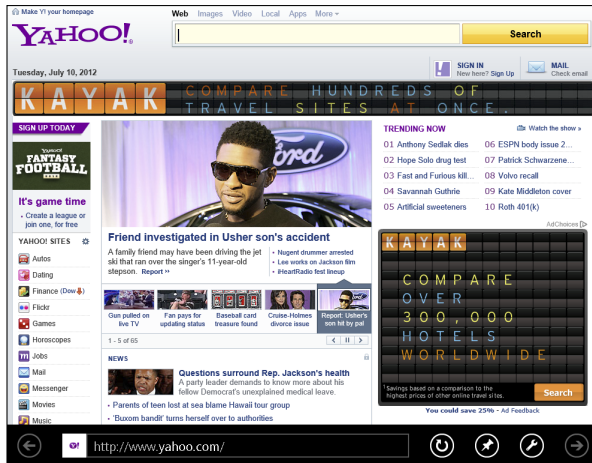 Make Y! your homepage
Web Images Video Local Apps More
YAHOO!
Search
SIGN IN
New here? Sign Up
MAIL
Check email
Tuesday, July 10, 2012
KAYAK COMPARE HUNDREDS OF
TRAVEL SITES AT ONCE.
SIGN UP TODAY
YAHOO!
FANTASY
FOOTBALL
2012
It's game time
• Create a league or
join one, for free
YAHOO! SITES
Autos
Dating
Finance (Dow)
Flickr
Games
Horoscopes
Jobs
Mail
Messenger
Movies
Music
Ford
Friend investigated in Usher son's accident
A family friend may have been driving the jet
ski that ran over the singer's 11-year-old
stepson. Report »
• Nugent drummer arrested
• Lee works on Jackson film
• iHeartRadio fest lineup
Gun pulled on
live TV
Fan pays for
updating status
Baseball card
treasure found
Cruise-Holmes
divorce issue
Report: Usher's
son hit by pal
1 - 5 of 65
NEWS
Questions surround Rep. Jackson's health
A party leader demands to know more about his
fellow Democrat's unexplained medical leave.
• Parents of teen lost at sea blame Hawaii tour group
• 'Buxom bandit' turns herself over to authorities
TRENDING NOW
Watch the show »
01 Anthony Sedlak dies
02 Hope Solo drug test
03 Fast and Furious kill...
04 Savannah Guthrie
05 Artificial sweeteners
06 ESPN body issue 2...
07 Patrick Schwarzene...
08 Volvo recall
09 Kate Middleton cover
10 Roth 401(k)
AdChoices
KAYAK
COMPARE
OVER
300,000
HOTELS
WORLDWIDE
1Savings based on a comparison to the
highest prices of other online travel sites.
Search
You could save 25% - Ad Feedback
Y! http://www.yahoo.com/